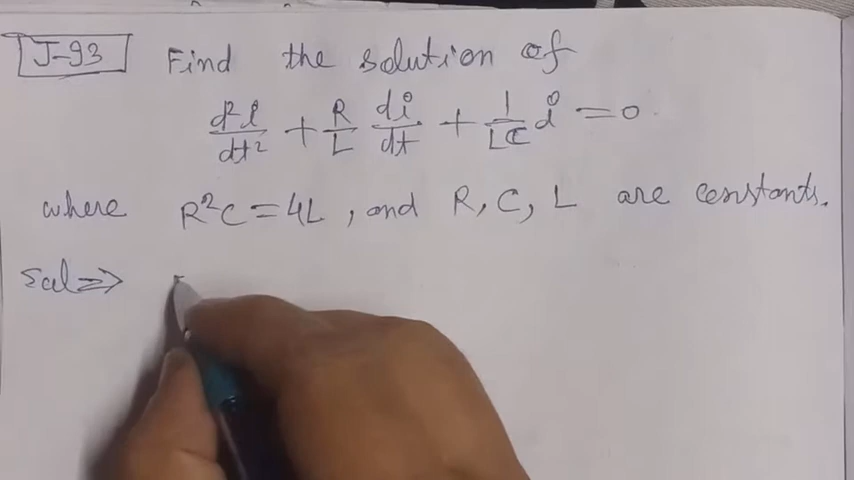 J-93 Find the solution of
d²i/dt² + R/L di/dt + 1/LC i = 0
where R²C = 4L, and R, C, L are constants.
Sol ⇒